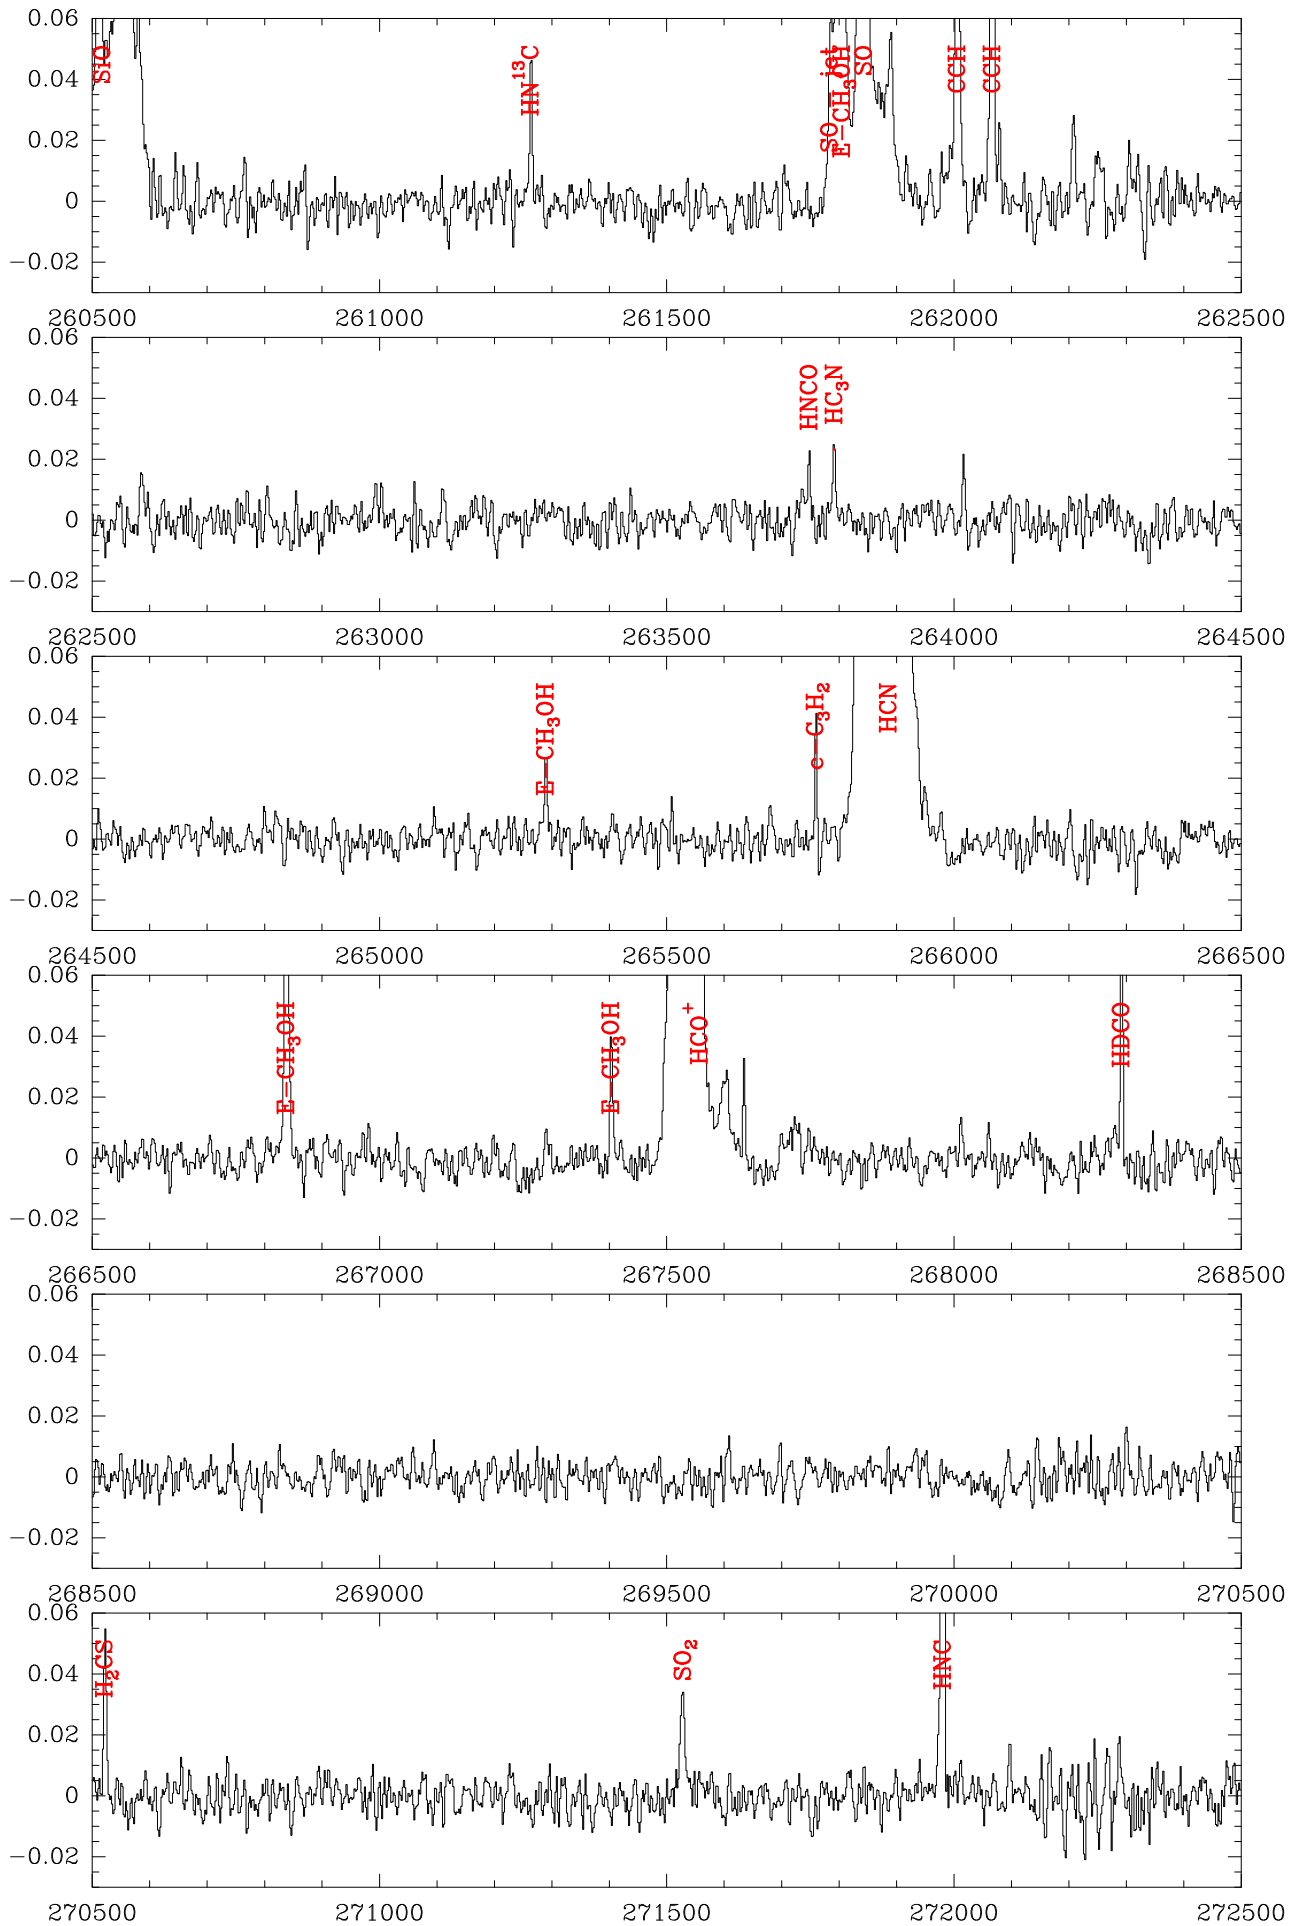 0.06
0.04
0.02
0
−0.02
SiO
HN¹³C
SO_ist
E−CH₃OH
SO
CCH
CCH
260500 261000 261500 262000 262500
0.06
0.04
0.02
0
−0.02
HNCO
HC₃N
262500 263000 263500 264000 264500
0.06
0.04
0.02
0
−0.02
E−CH₃OH
c−C₃H₂
HCN
264500 265000 265500 266000 266500
0.06
0.04
0.02
0
−0.02
E−CH₃OH
E−CH₃OH
HCO⁺
HDCO
266500 267000 267500 268000 268500
0.06
0.04
0.02
0
−0.02
268500 269000 269500 270000 270500
0.06
0.04
0.02
0
−0.02
H₂CS
SO₂
HNC
270500 271000 271500 272000 272500